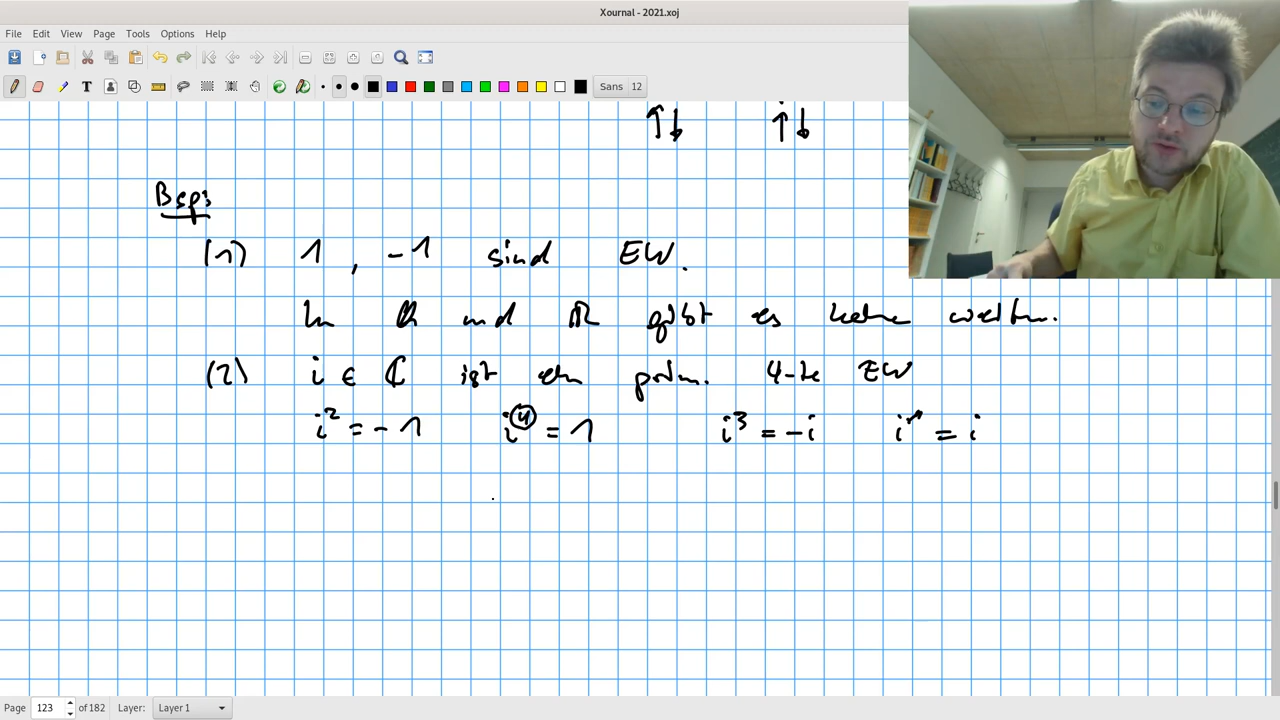 Xournal - 2021.xoj
File Edit View Page Tools Options Help
Sans 12
↑↓ ↑↓
Bsp:
(1) 1, -1 sind EW.
In ℚ und ℝ gibt es keine weiteren.
(2) i ∈ ℂ ist ein prim. 4-te EW
i² = -1 i⁴ = 1 i³ = -i i¹ = i
Page 123 of 182 Layer: Layer 1